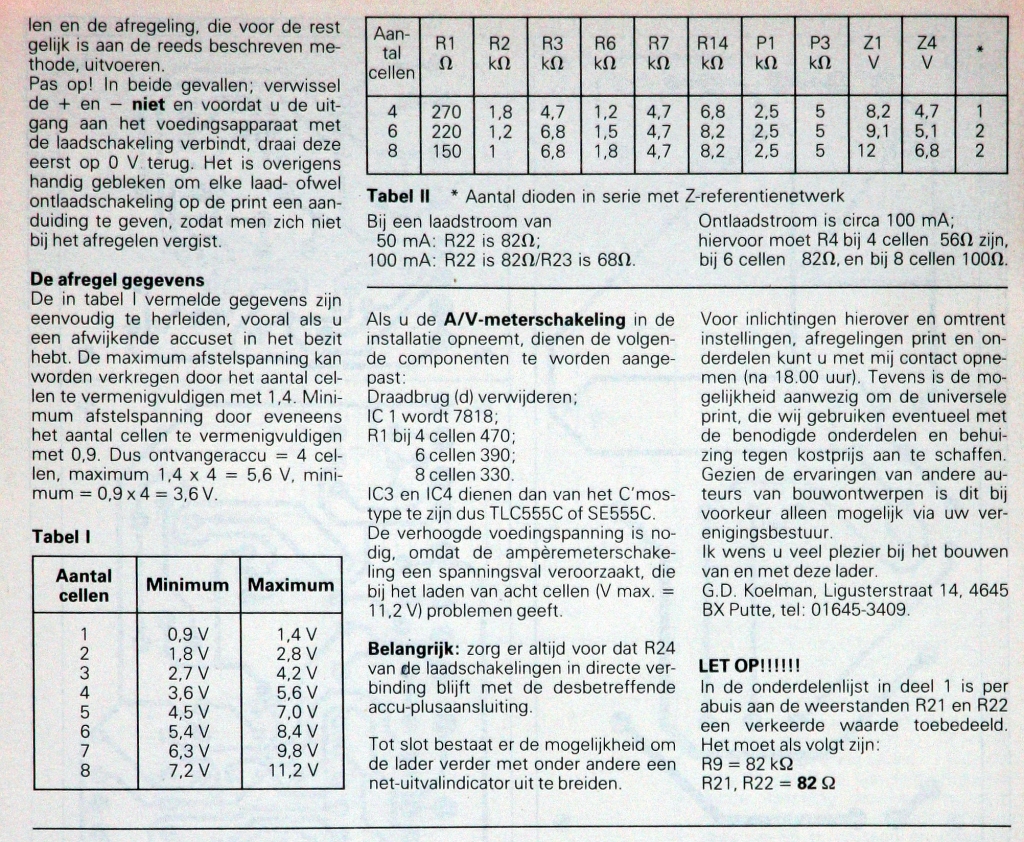 len en de afregeling, die voor de rest
gelijk is aan de reeds beschreven me-
thode, uitvoeren.
Pas op! In beide gevallen; verwissel
de + en − niet en voordat u de uit-
gang aan het voedingsapparaat met
de laadschakeling verbindt, draai deze
eerst op 0 V terug. Het is overigens
handig gebleken om elke laad- ofwel
ontlaadschakeling op de print een aan-
duiding te geven, zodat men zich niet
bij het afregelen vergist.
De afregel gegevens
De in tabel I vermelde gegevens zijn
eenvoudig te herleiden, vooral als u
een afwijkende accuset in het bezit
hebt. De maximum afstelspanning kan
worden verkregen door het aantal cel-
len te vermenigvuldigen met 1,4. Mini-
mum afstelspanning door eveneens
het aantal cellen te vermenigvuldigen
met 0,9. Dus ontvangeraccu = 4 cel-
len, maximum 1,4 x 4 = 5,6 V, mini-
mum = 0,9 x 4 = 3,6 V.
Tabel I
Aantal cellen Minimum Maximum
1 0,9 V 1,4 V
2 1,8 V 2,8 V
3 2,7 V 4,2 V
4 3,6 V 5,6 V
5 4,5 V 7,0 V
6 5,4 V 8,4 V
7 6,3 V 9,8 V
8 7,2 V 11,2 V
Aan-
tal
cellen
R1 R2 R3 R6 R7 R14 P1 P3 Z1 Z4 *
Ω kΩ kΩ kΩ kΩ kΩ kΩ kΩ V V
4 270 1,8 4,7 1,2 4,7 6,8 2,5 5 8,2 4,7 1
6 220 1,2 6,8 1,5 4,7 8,2 2,5 5 9,1 5,1 2
8 150 1 6,8 1,8 4,7 8,2 2,5 5 12 6,8 2
Tabel II * Aantal dioden in serie met Z-referentienetwerk
Bij een laadstroom van
50 mA: R22 is 82Ω;
100 mA: R22 is 82Ω/R23 is 68Ω.
Ontlaadstroom is circa 100 mA;
hiervoor moet R4 bij 4 cellen 56Ω zijn,
bij 6 cellen 82Ω, en bij 8 cellen 100Ω.
Als u de A/V-meterschakeling in de
installatie opneemt, dienen de volgen-
de componenten te worden aange-
past:
Draadbrug (d) verwijderen;
IC 1 wordt 7818;
R1 bij 4 cellen 470;
6 cellen 390;
8 cellen 330.
IC3 en IC4 dienen dan van het C'mos-
type te zijn dus TLC555C of SE555C.
De verhoogde voedingspanning is no-
dig, omdat de ampèremeterschake-
ling een spanningsval veroorzaakt, die
bij het laden van acht cellen (V max. =
11,2 V) problemen geeft.
Belangrijk: zorg er altijd voor dat R24
van de laadschakelingen in directe ver-
binding blijft met de desbetreffende
accu-plusaansluiting.
Tot slot bestaat er de mogelijkheid om
de lader verder met onder andere een
net-uitvalindicator uit te breiden.
Voor inlichtingen hierover en omtrent
instellingen, afregelingen print en on-
derdelen kunt u met mij contact opne-
men (na 18.00 uur). Tevens is de mo-
gelijkheid aanwezig om de universele
print, die wij gebruiken eventueel met
de benodigde onderdelen en behui-
zing tegen kostprijs aan te schaffen.
Gezien de ervaringen van andere au-
teurs van bouwontwerpen is dit bij
voorkeur alleen mogelijk via uw ver-
enigingsbestuur.
Ik wens u veel plezier bij het bouwen
van en met deze lader.
G.D. Koelman, Ligusterstraat 14, 4645
BX Putte, tel: 01645-3409.
LET OP!!!!!!
In de onderdelenlijst in deel 1 is per
abuis aan de weerstanden R21 en R22
een verkeerde waarde toebedeeld.
Het moet als volgt zijn:
R9 = 82 kΩ
R21, R22 = 82 Ω